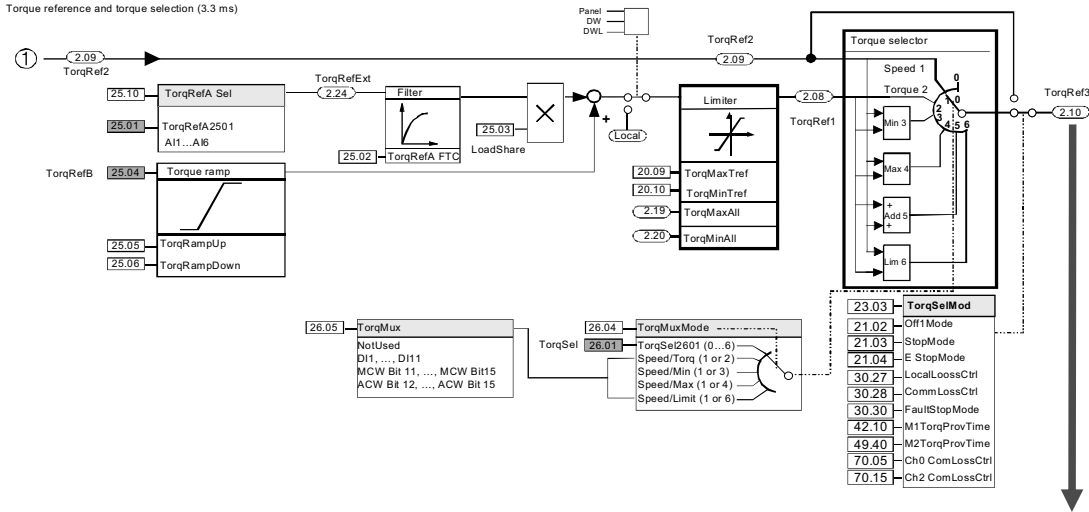 Torque reference and torque selection (3.3 ms)
Panel
DW
DWL
1
2.09
TorqRef2
TorqRef2
2.09
25.10
TorqRefA Sel
25.01
TorqRefA2501
AI1...AI6
TorqRefExt
2.24
Filter
25.02
TorqRefA FTC
25.03
LoadShare
+
Local
TorqRefB
25.04
Torque ramp
25.05
TorqRampUp
25.06
TorqRampDown
Limiter
20.09
TorqMaxTref
20.10
TorqMinTref
2.19
TorqMaxAll
2.20
TorqMinAll
2.08
TorqRef1
Torque selector
Speed 1
Torque 2
Min 3
Max 4
+
Add 5
+
Lim 6
0
1 0
2
3
4 5 6
TorqRef3
2.10
26.05
TorqMux
NotUsed
DI1, ..., DI11
MCW Bit 11, ..., MCW Bit15
ACW Bit 12, ..., ACW Bit 15
26.04
TorqMuxMode
TorqSel
26.01
TorqSel2601 (0...6)
Speed/Torq (1 or 2)
Speed/Min (1 or 3)
Speed/Max (1 or 4)
Speed/Limit (1 or 6)
23.03
TorqSelMod
21.02
Off1Mode
21.03
StopMode
21.04
E StopMode
30.27
LocalLoossCtrl
30.28
CommLossCtrl
30.30
FaultStopMode
42.10
M1TorqProvTime
49.40
M2TorqProvTime
70.05
Ch0 ComLossCtrl
70.15
Ch2 ComLossCtrl